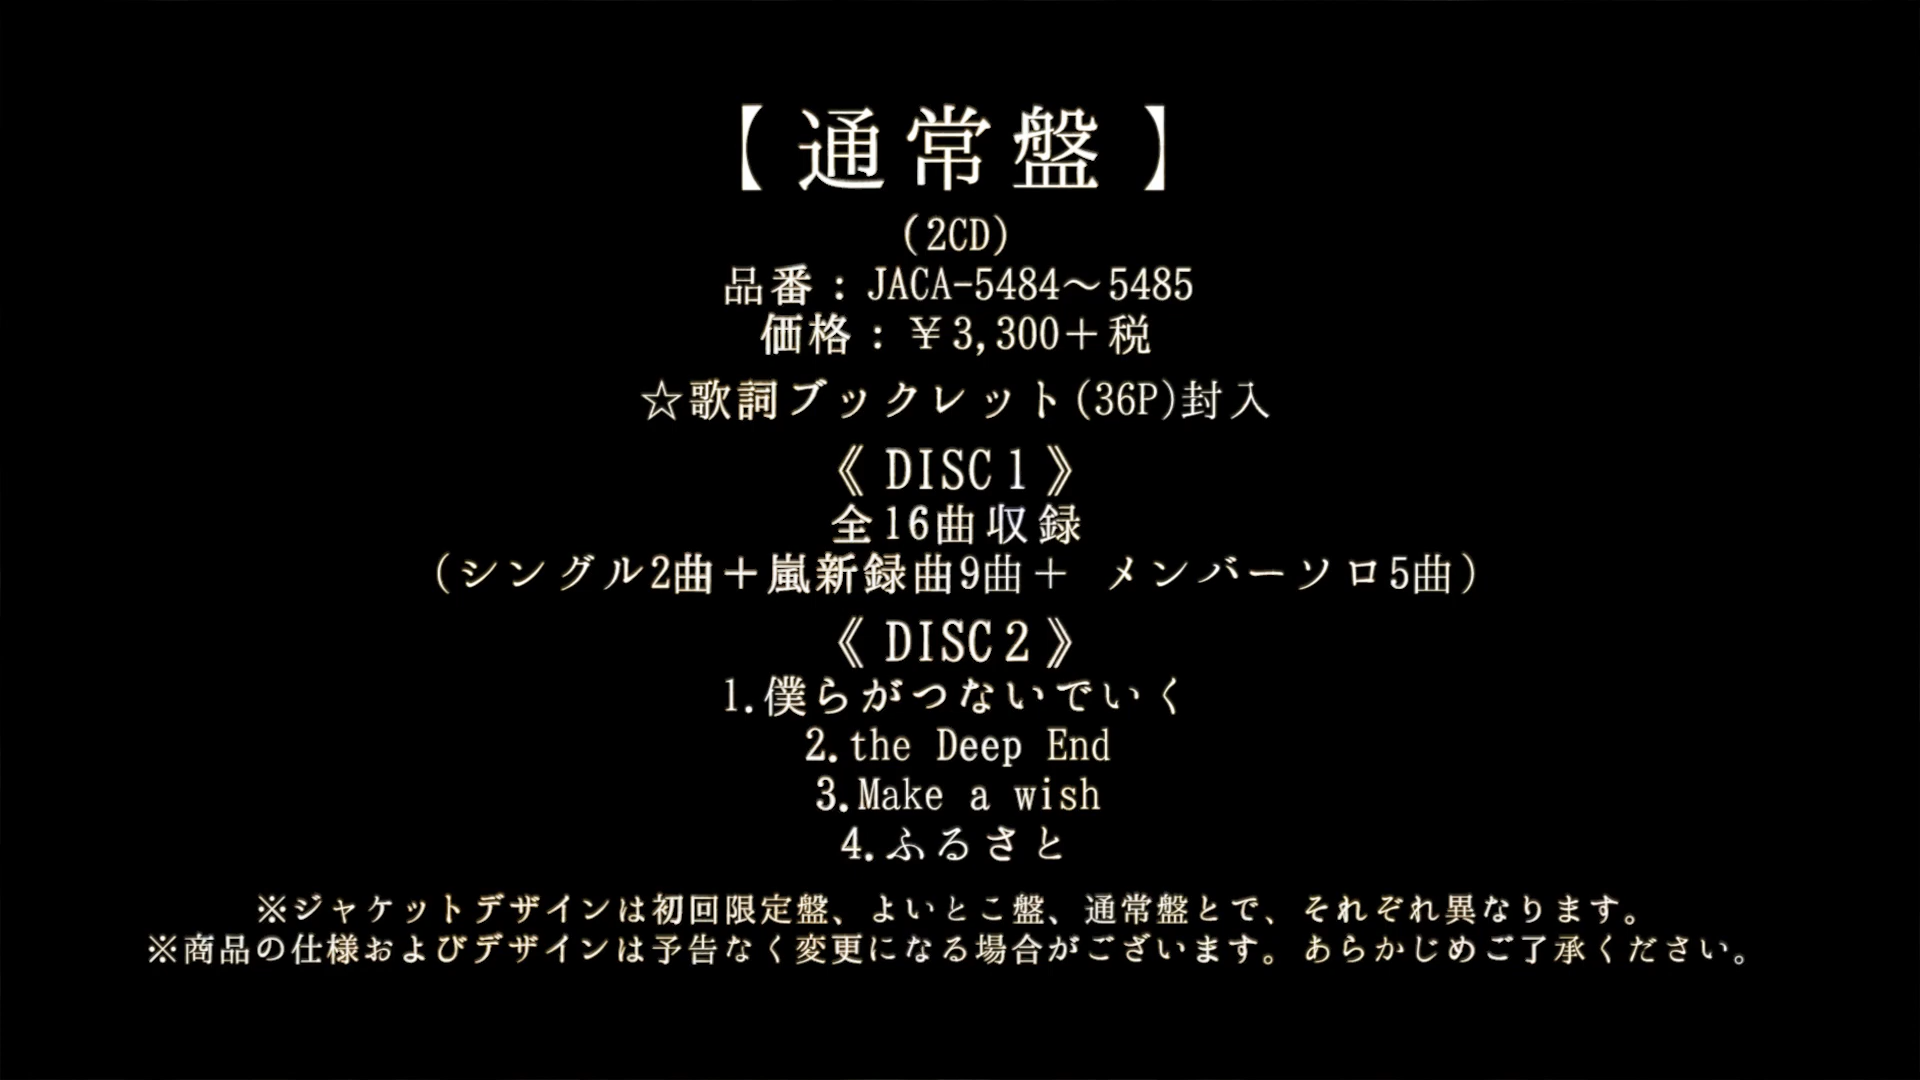 【通常盤】
(2CD)
品番：JACA-5484～5485
価格：￥3,300＋税
☆歌詞ブックレット(36P)封入
《DISC1》
全16曲収録
(シングル2曲＋嵐新録曲9曲＋ メンバーソロ5曲)
《DISC2》
1.僕らがつないでいく
2.the Deep End
3.Make a wish
4.ふるさと
※ジャケットデザインは初回限定盤、よいとこ盤、通常盤とで、それぞれ異なります。
※商品の仕様およびデザインは予告なく変更になる場合がございます。あらかじめご了承ください。